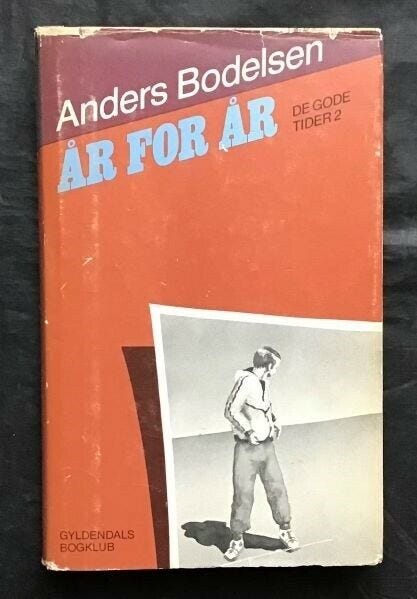 Anders Bodelsen
ÅR FOR ÅR
DE GODE
TIDER 2
GYLDENDALS
BOGKLUB